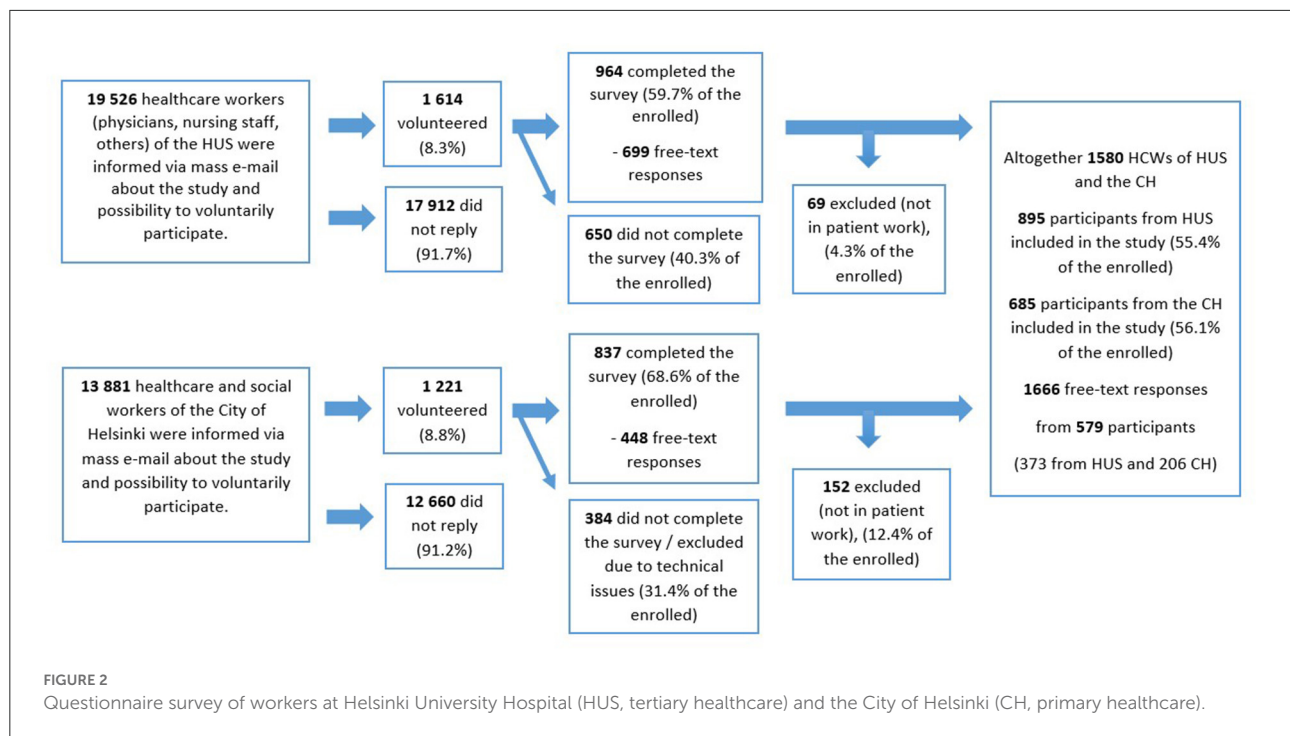 19 526 healthcare workers
(physicians, nursing staff,
others) of the HUS were
informed via mass e-mail
about the study and
possibility to voluntarily
participate.
1 614
volunteered
(8.3%)
17 912 did
not reply
(91.7%)
964 completed the
survey (59.7% of the
enrolled)
- 699 free-text
responses
650 did not complete
the survey (40.3% of
the enrolled)
69 excluded (not
in patient work),
(4.3% of the
enrolled)
13 881 healthcare and social
workers of the City of
Helsinki were informed via
mass e-mail about the study
and possibility to voluntarily
participate.
1 221
volunteered
(8.8%)
12 660 did
not reply
(91.2%)
837 completed the
survey (68.6% of the
enrolled)
- 448 free-text
responses
384 did not complete
the survey / excluded
due to technical
issues (31.4% of the
enrolled)
152 excluded
(not in patient
work), (12.4% of
the enrolled)
Altogether 1580 HCWs of HUS
and the CH
895 participants from HUS
included in the study (55.4%
of the enrolled)
685 participants from the CH
included in the study (56.1%
of the enrolled)
1666 free-text responses
from 579 participants
(373 from HUS and 206 CH)
FIGURE 2
Questionnaire survey of workers at Helsinki University Hospital (HUS, tertiary healthcare) and the City of Helsinki (CH, primary healthcare).